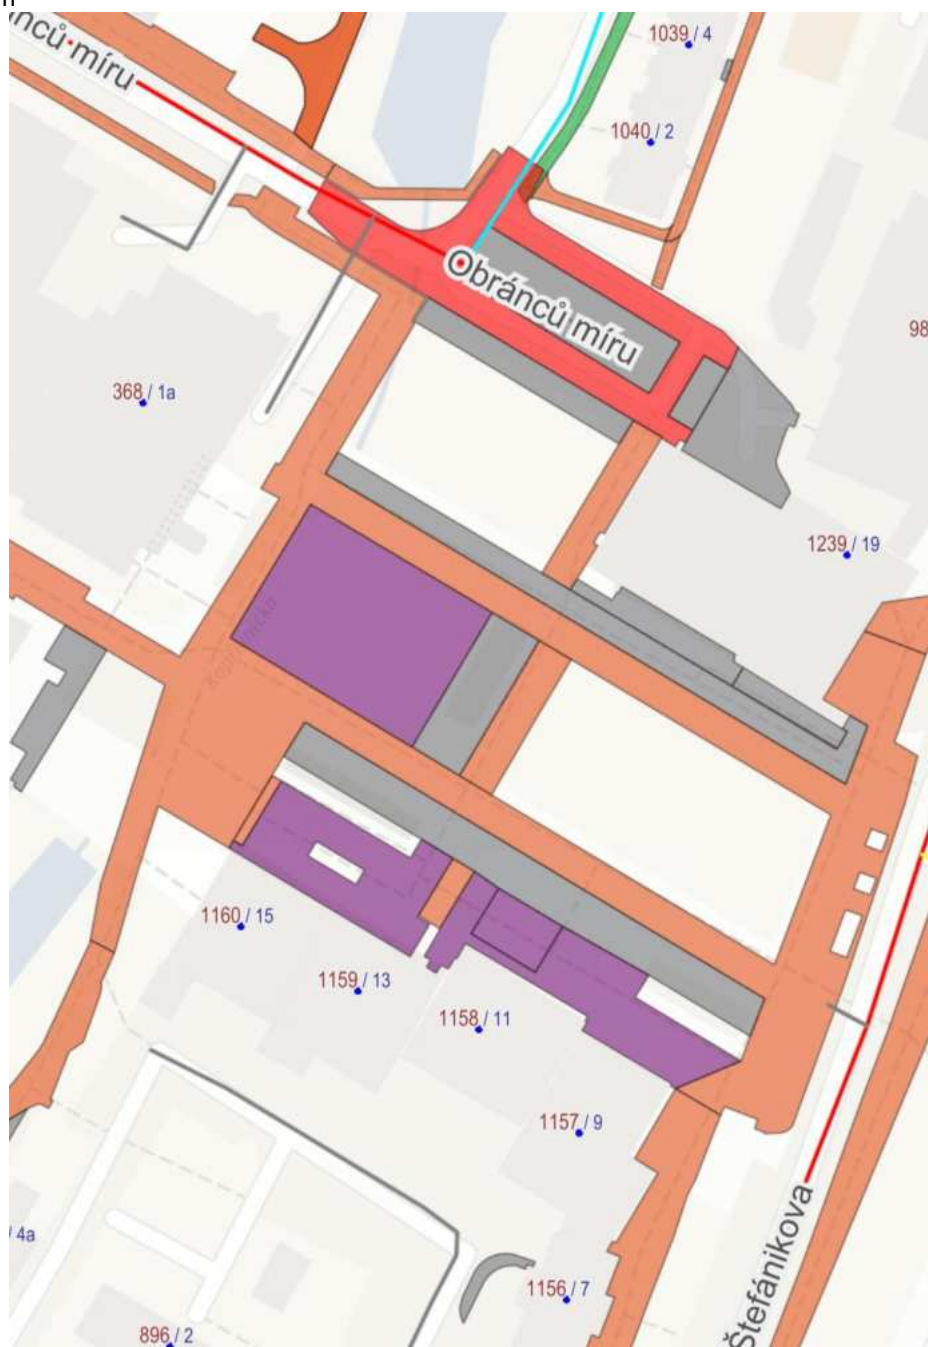 1039 / 4
nců míru
1040 / 2
Obránců míru
98
368 / 1a
1239 / 19
1160 / 15
1159 / 13
1158 / 11
1157 / 9
/ 4a
1156 / 7
Štefánikova
896 / 2